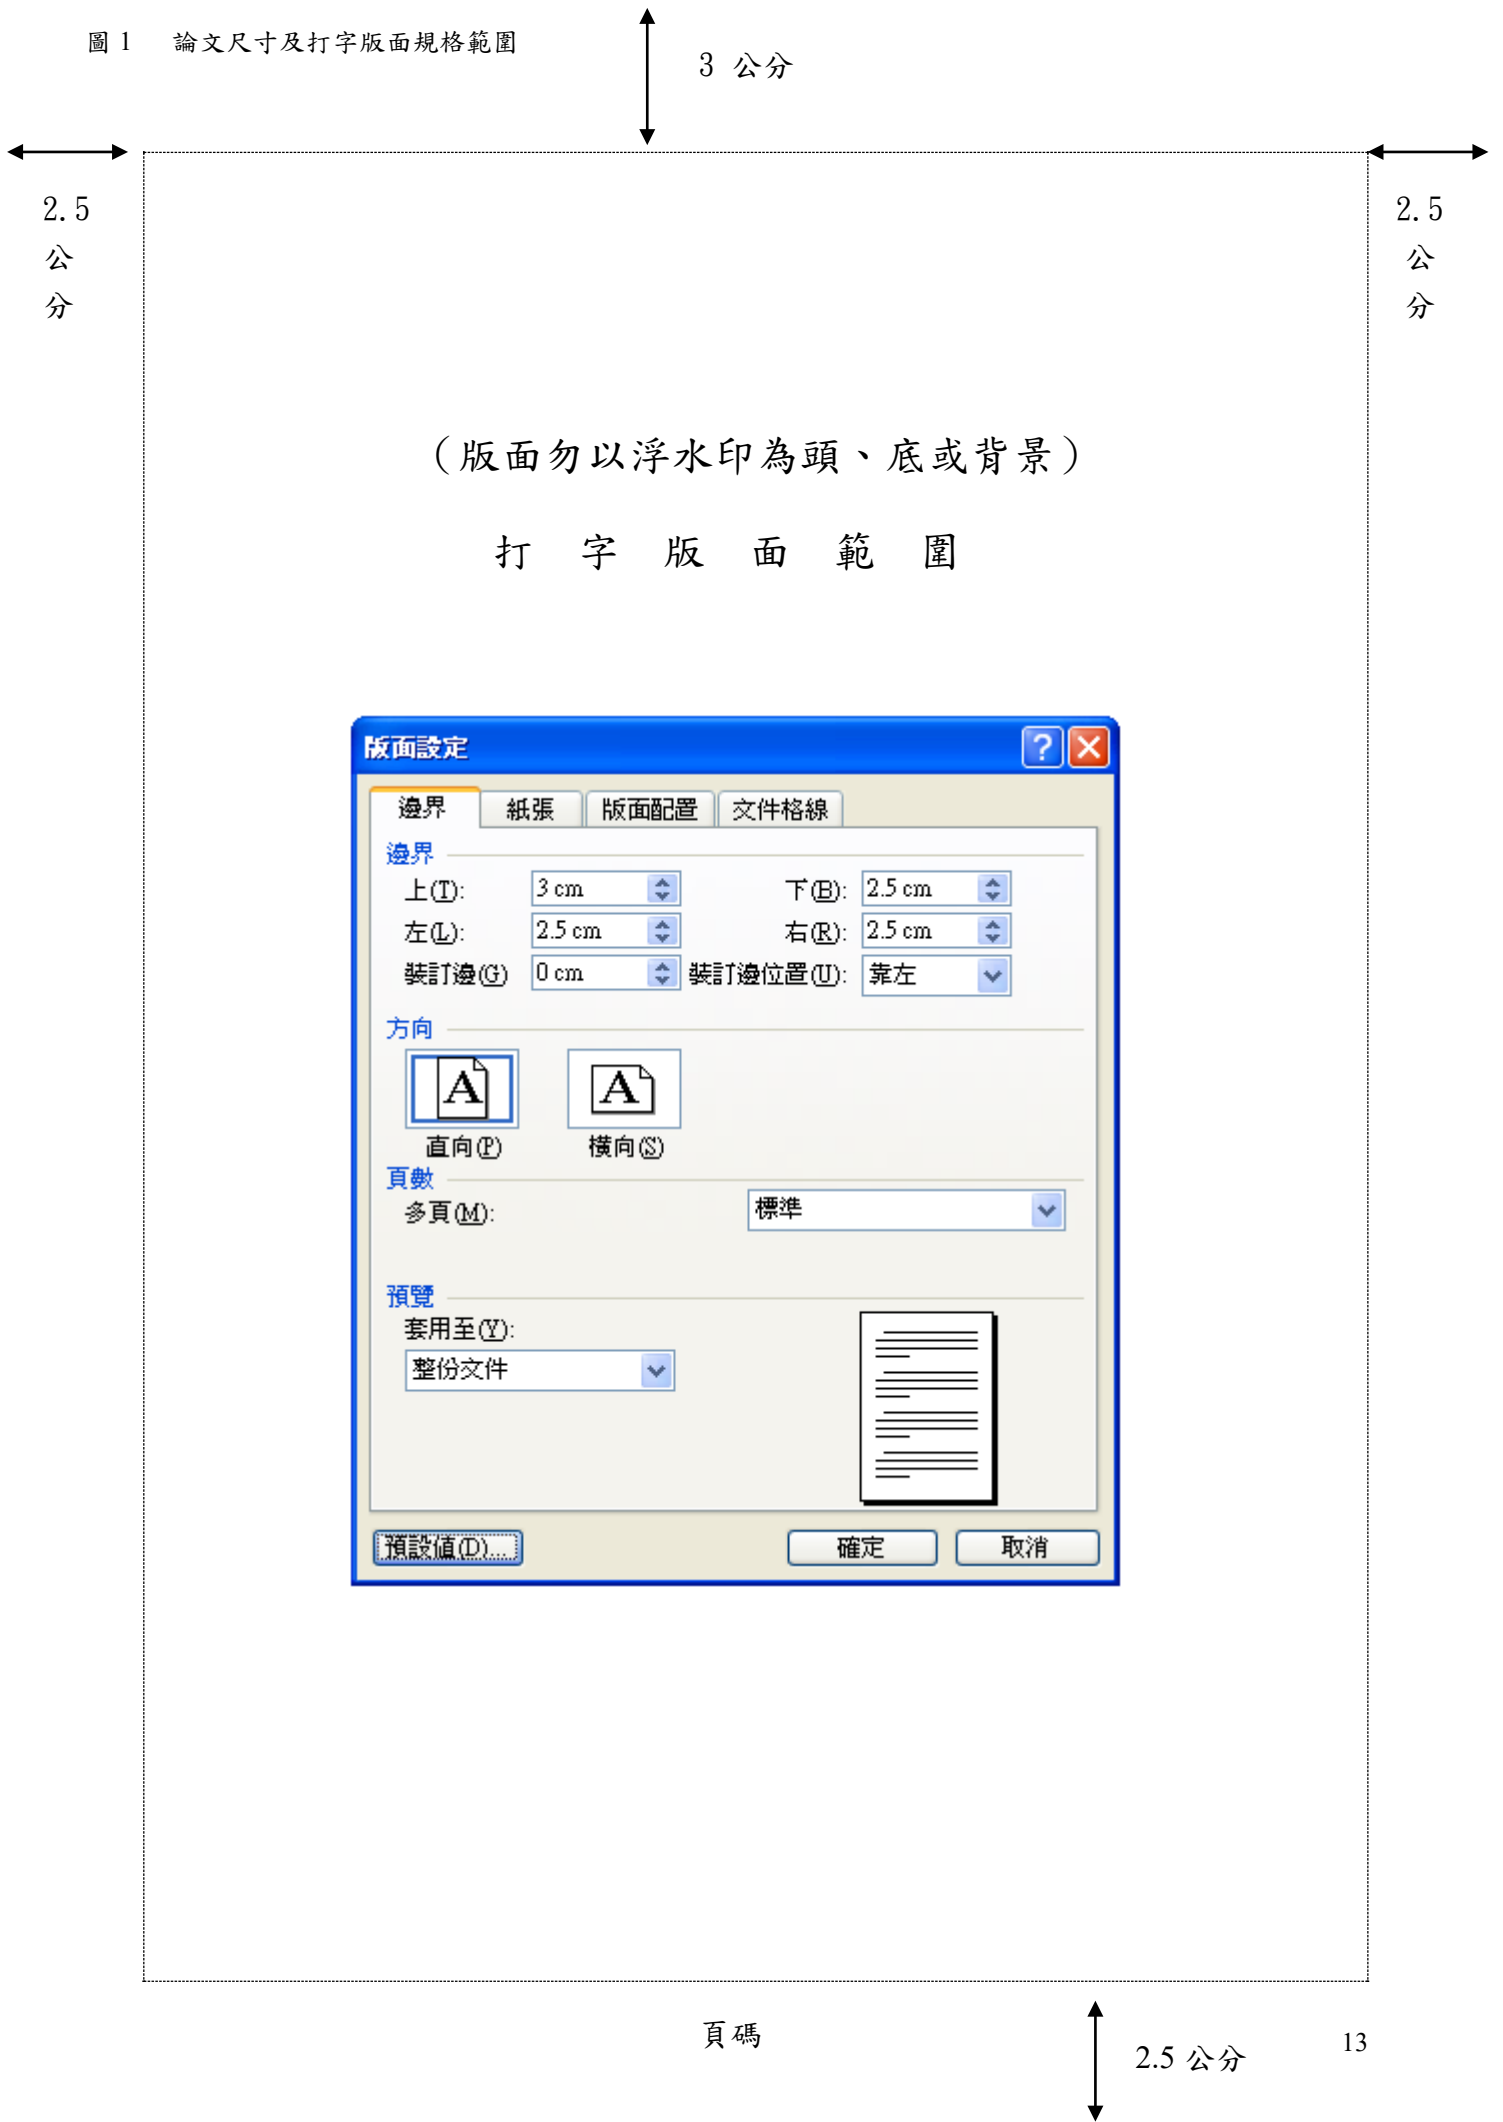 圖 1 論文尺寸及打字版面規格範圍
3 公分
2.5
公
分
2.5
公
分
（版面勿以浮水印為頭、底或背景）
打 字 版 面 範 圍
版面設定
邊界 紙張 版面配置 文件格線
邊界
上(T): 3 cm 下(B): 2.5 cm
左(L): 2.5 cm 右(R): 2.5 cm
裝訂邊(G) 0 cm 裝訂邊位置(U): 靠左
方向
A A
直向(P) 橫向(S)
頁數
多頁(M): 標準
預覽
套用至(Y):
整份文件
預設値(D)... 確定 取消
頁碼
2.5 公分
13